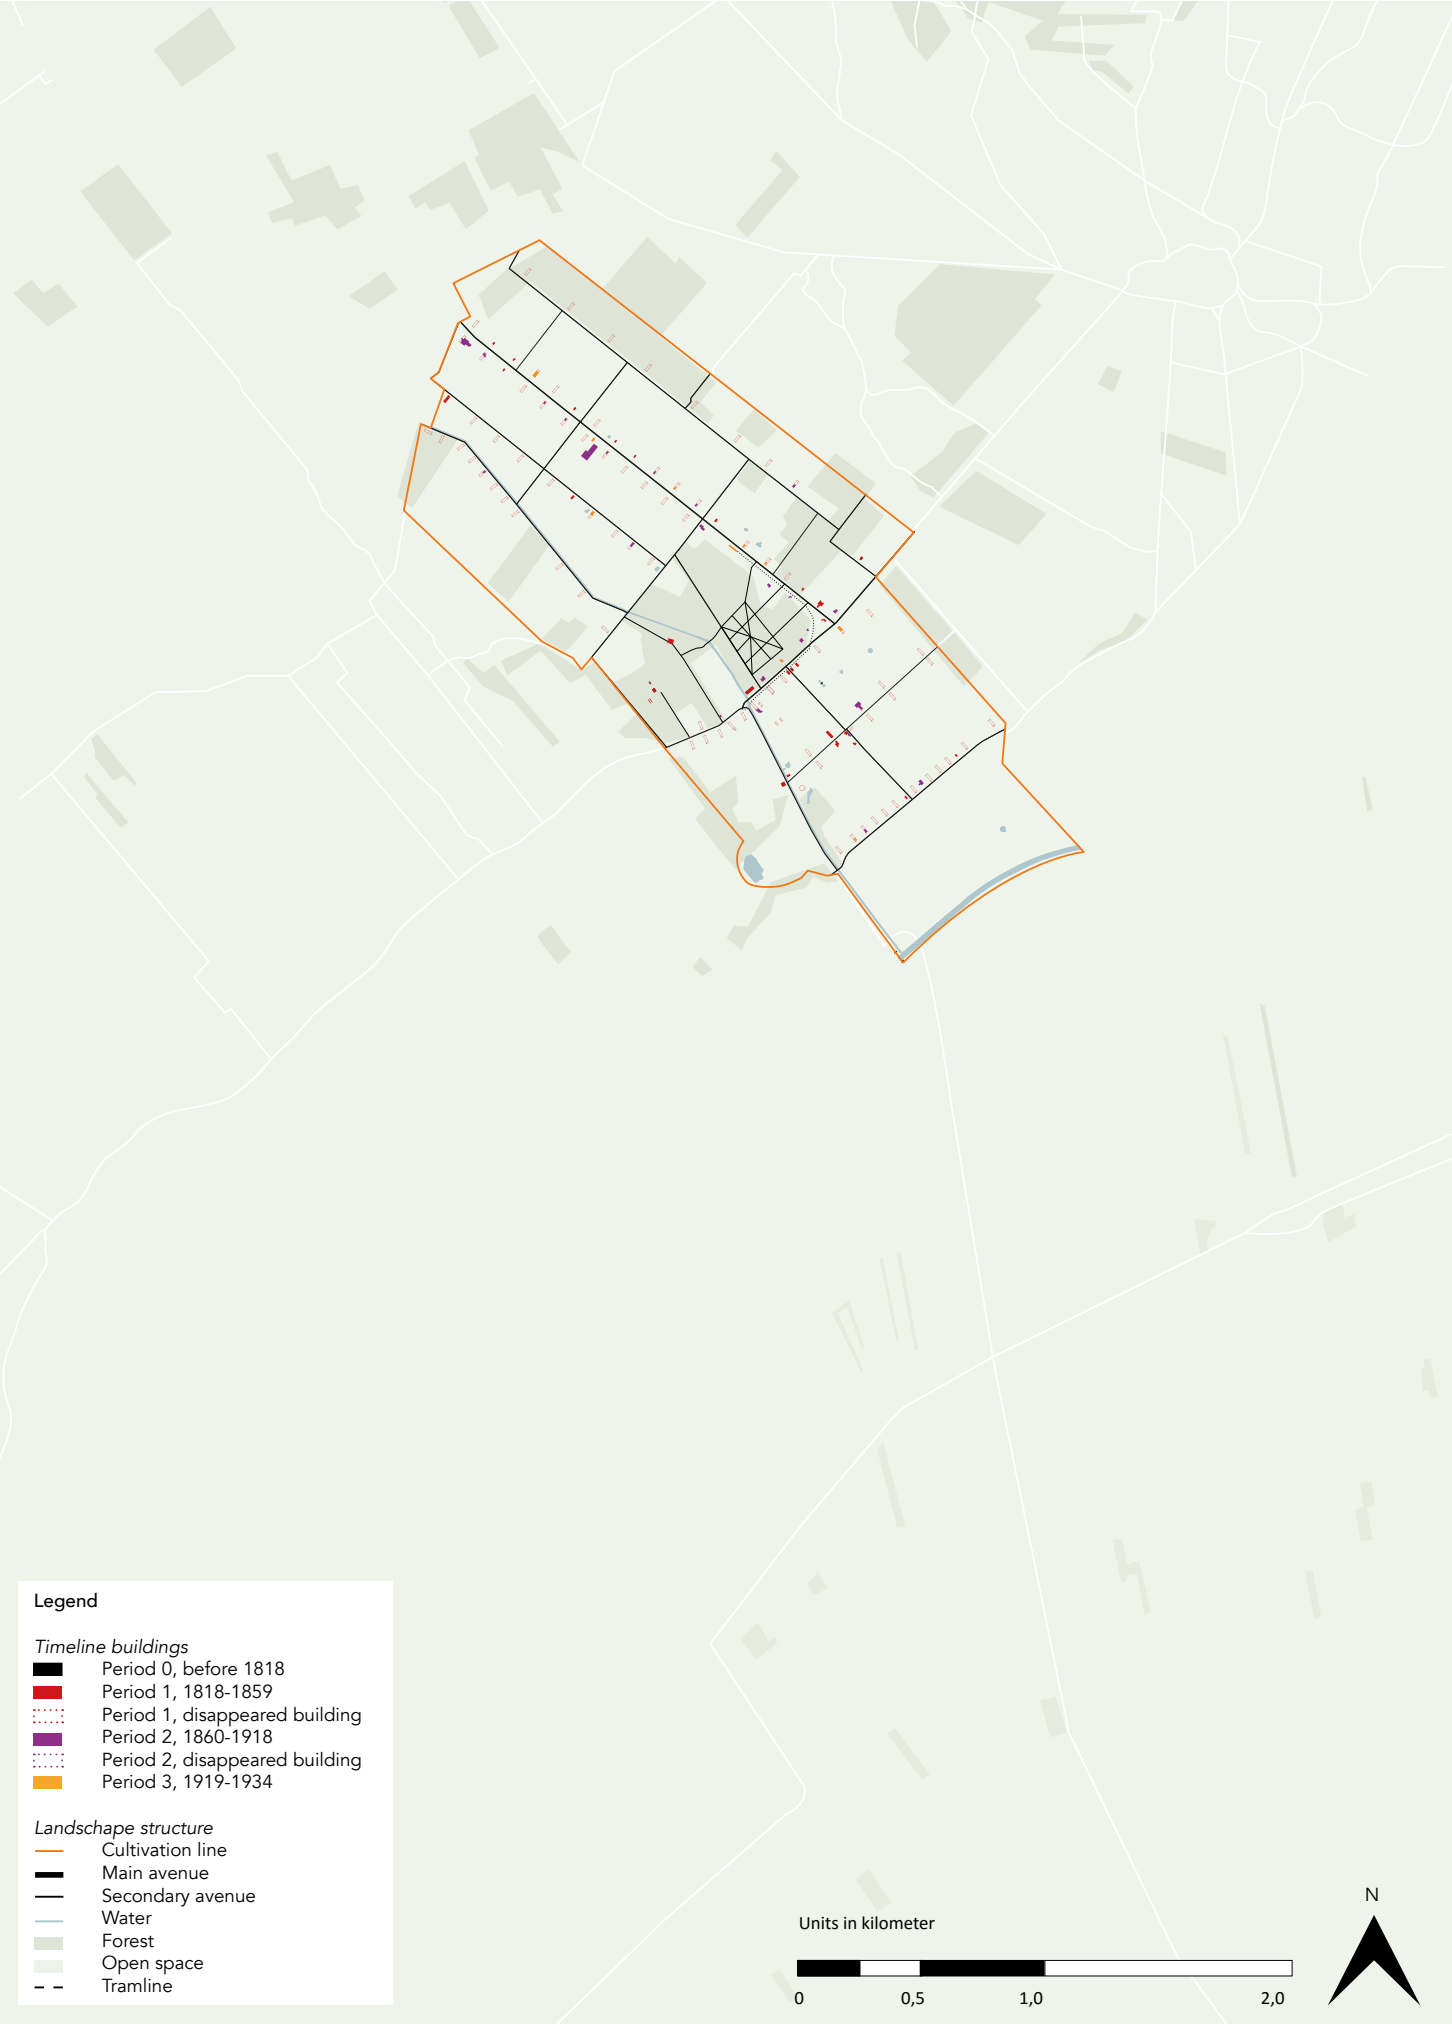 Legend
Timeline buildings
Period 0, before 1818
Period 1, 1818-1859
Period 1, disappeared building
Period 2, 1860-1918
Period 2, disappeared building
Period 3, 1919-1934
Landschape structure
Cultivation line
Main avenue
Secondary avenue
Water
Forest
Open space
Tramline
Units in kilometer
0 0,5 1,0 2,0
N